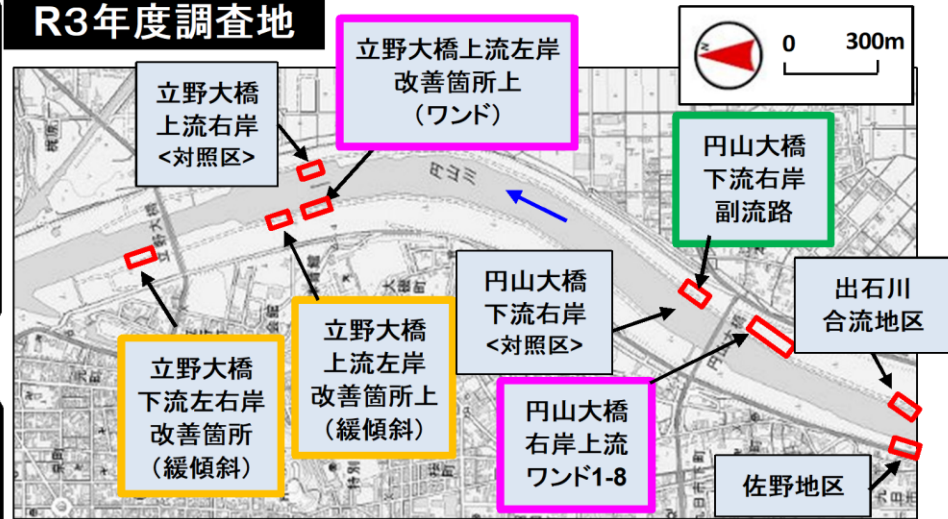 R3年度調査地
N
0 300m
立野大橋
上流右岸
<対照区>
立野大橋上流左岸
改善箇所上
(ワンド)
円山大橋
下流右岸
副流路
円山川
立野大橋
円山大橋
下流右岸
<対照区>
出石川
合流地区
立野大橋
下流左右岸
改善箇所
(緩傾斜)
立野大橋
上流左岸
改善箇所上
(緩傾斜)
円山大橋
右岸上流
ワンド1-8
佐野地区